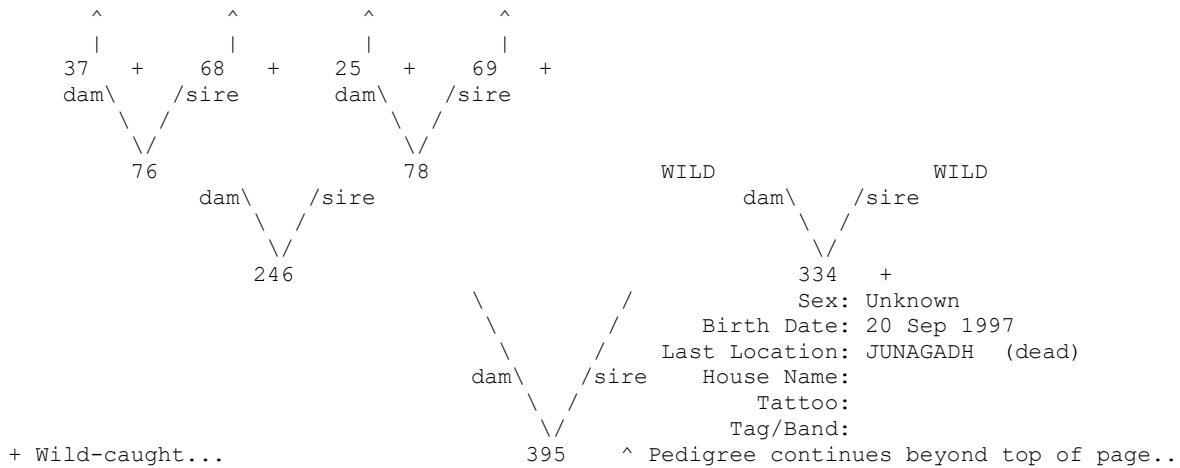 ^ ^ ^ ^
| | | |
37 + 68 + 25 + 69 +
dam\ /sire dam\ /sire
\ / \ /
\/ \/
76 78 WILD WILD
dam\ /sire dam\ /sire
\ / \ /
\/ \/
246 334 +
\ / Sex: Unknown
\ / Birth Date: 20 Sep 1997
\ / Last Location: JUNAGADH (dead)
dam\ /sire House Name:
\ / Tattoo:
\/ Tag/Band:
+ Wild-caught... 395 ^ Pedigree continues beyond top of page..